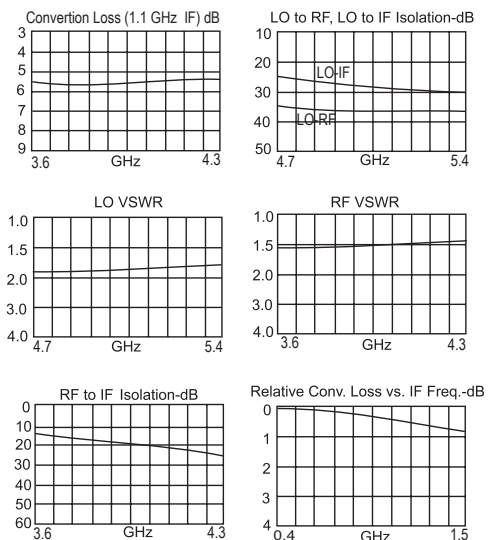 Convertion Loss (1.1 GHz IF) dB
3
4
5
6
7
8
9
3.6 GHz 4.3
LO to RF, LO to IF Isolation-dB
10
20
30
40
50
LO-IF
LO-RF
4.7 GHz 5.4
LO VSWR
1.0
1.5
2.0
3.0
4.0
4.7 GHz 5.4
RF VSWR
1.0
1.5
2.0
3.0
4.0
3.6 GHz 4.3
RF to IF Isolation-dB
0
10
20
30
40
50
60
3.6 GHz 4.3
Relative Conv. Loss vs. IF Freq.-dB
0
1
2
3
4
0.4 GHz 1.5